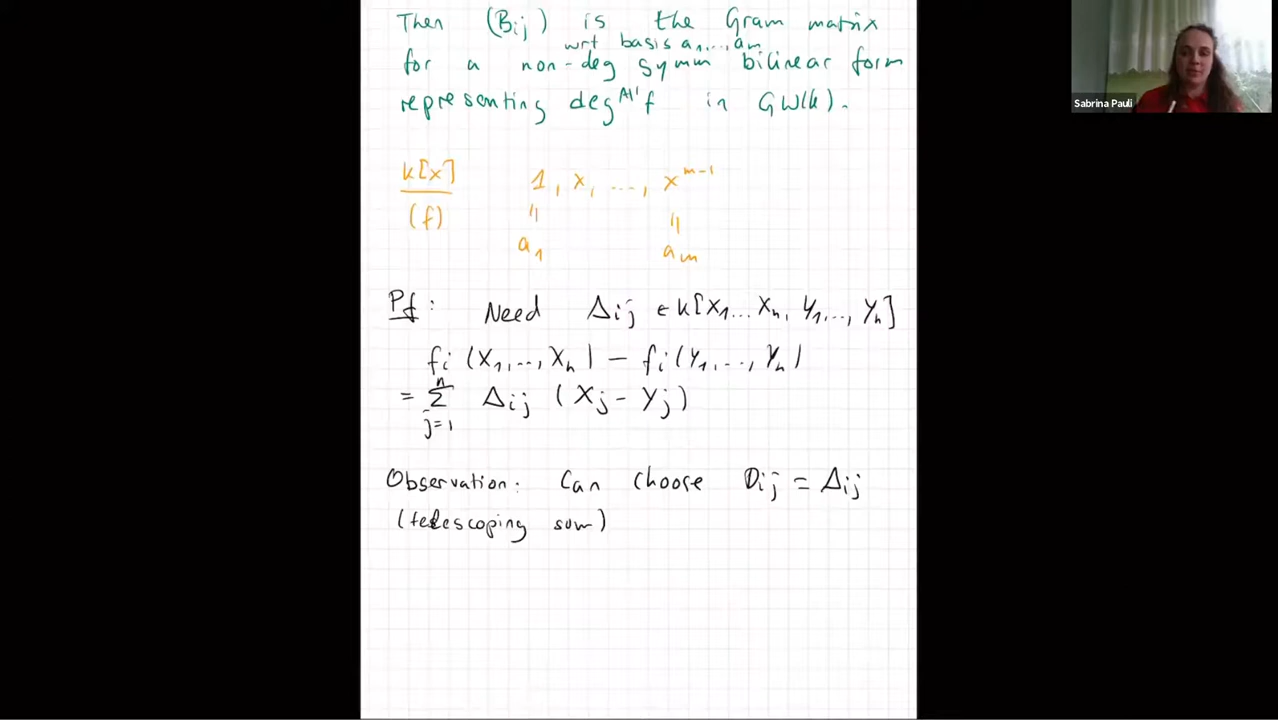 Then (Bij) is the Gram matrix
wrt basis a1,...,am
for a non-deg symm bilinear form
representing deg^A1 f in GW(k).
k[x] 1, x, ..., x^m-1
(f) = =
a1 am
Pf: Need Δij ∈ k[X1...Xn, Y1,..., Yn]
fi (X1,..., Xn) - fi (Y1,..., Yn)
= n Σ j=1 Δij (Xj - Yj)
Observation: Can choose Dij = Δij
(telescoping sum)
Sabrina Pauli